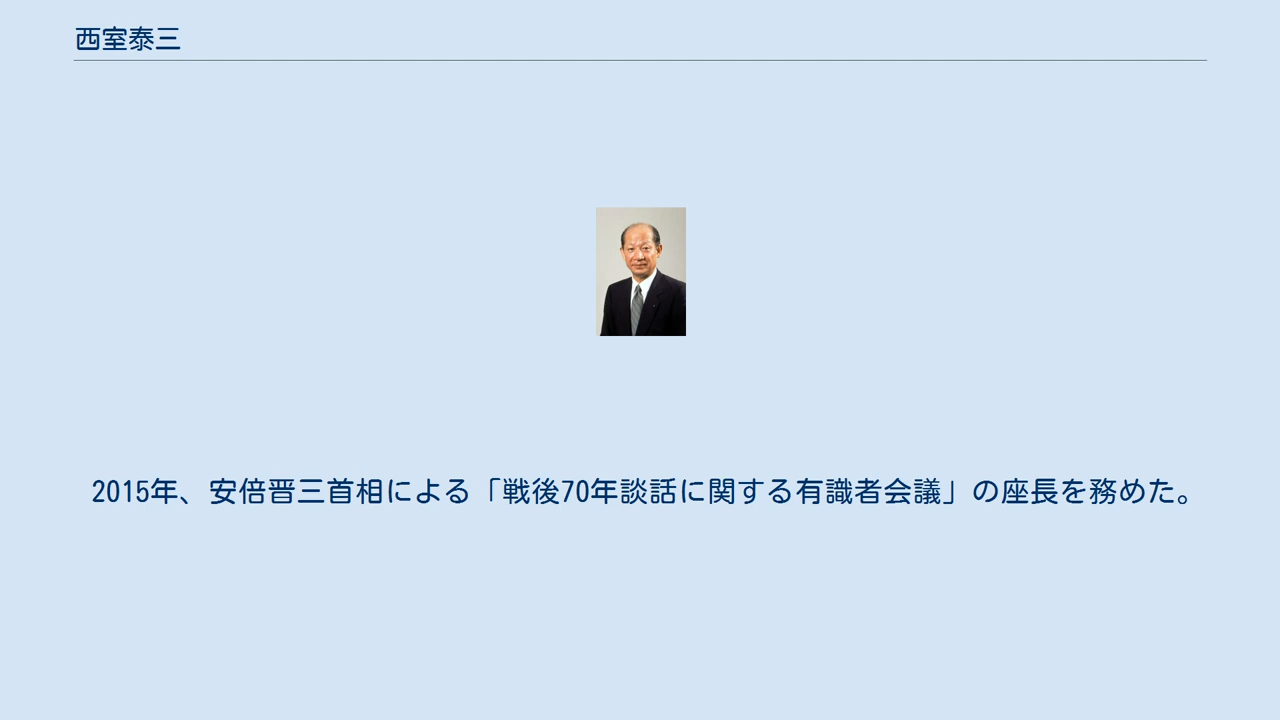 西室泰三
2015年、安倍晋三首相による「戦後70年談話に関する有識者会議」の座長を務めた。